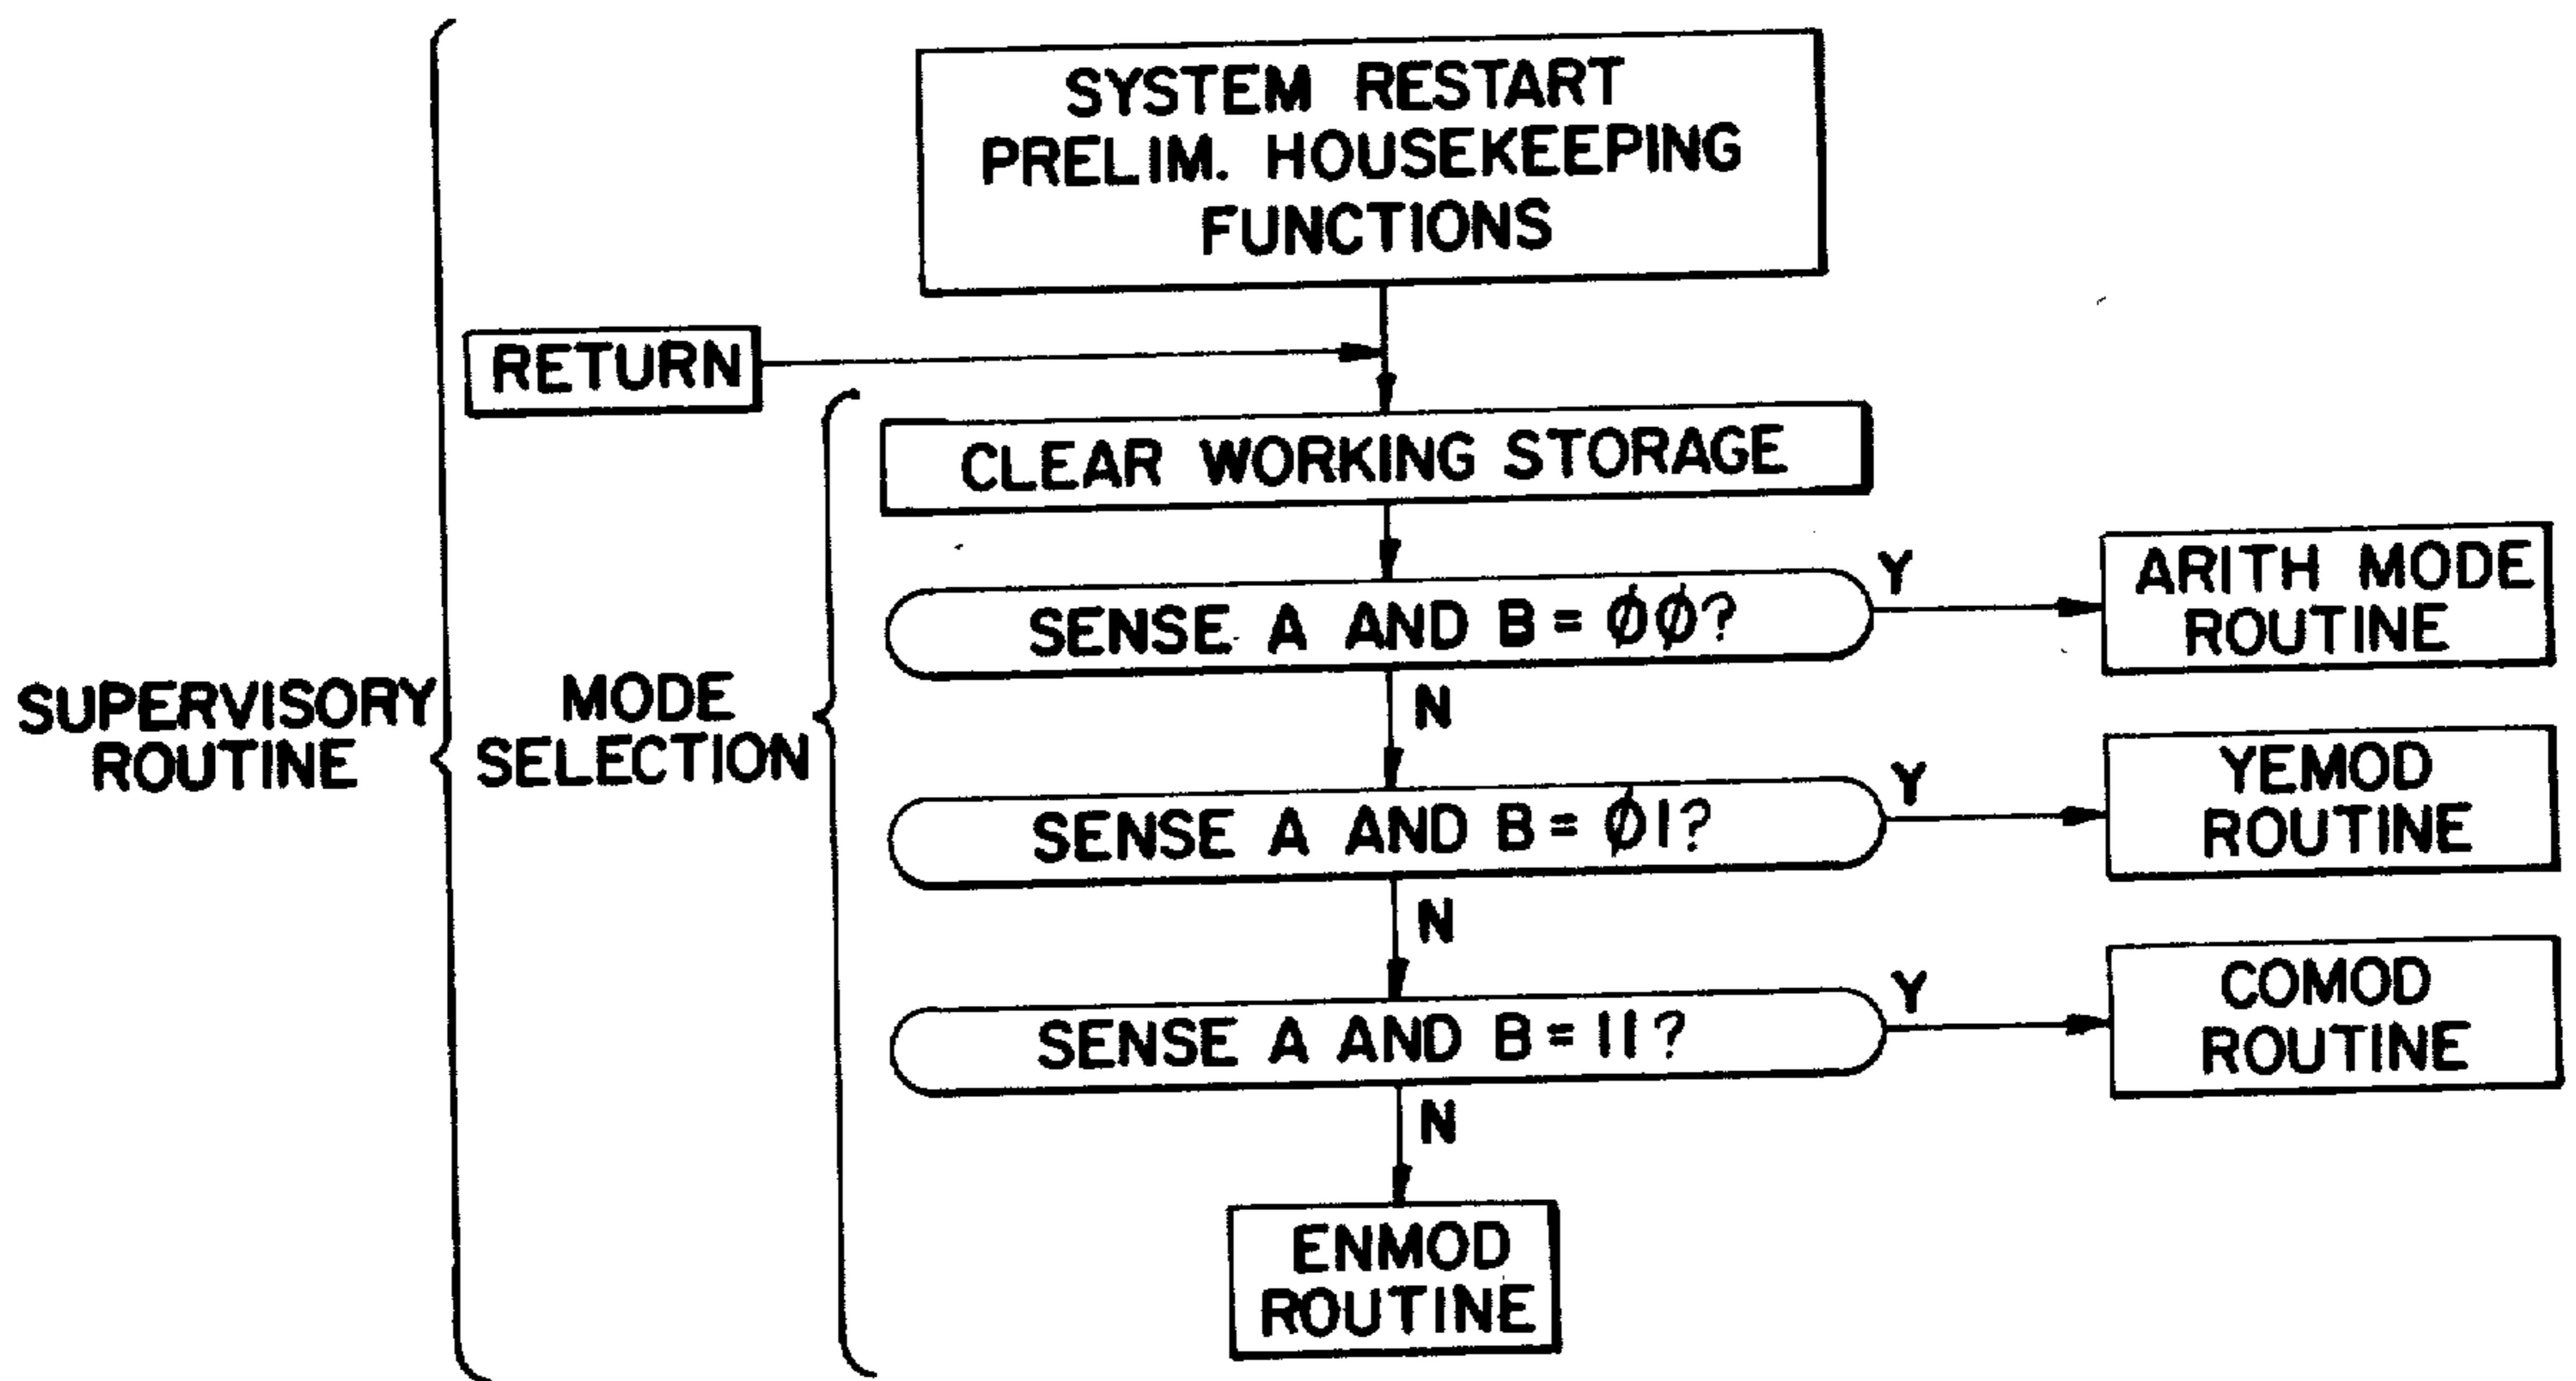 SYSTEM RESTART
PRELIM. HOUSEKEEPING
FUNCTIONS
RETURN
CLEAR WORKING STORAGE
SENSE A AND B = ØØ?
Y
ARITH MODE
ROUTINE
N
SUPERVISORY
ROUTINE
MODE
SELECTION
SENSE A AND B = Ø1?
Y
YEMOD
ROUTINE
N
SENSE A AND B = 11?
Y
COMOD
ROUTINE
N
ENMOD
ROUTINE